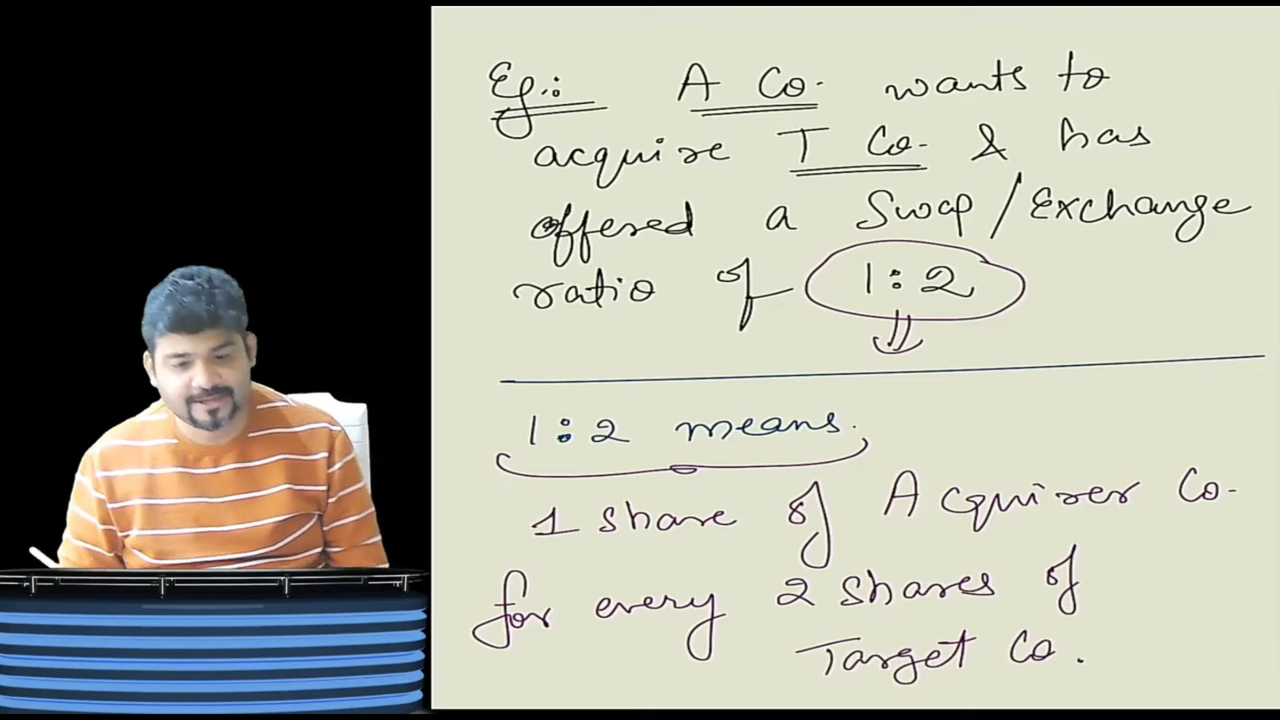 Eg.: A Co. wants to
acquire T Co. & has
offered a Swap/Exchange
ratio of 1:2
1:2 means.
1 share of Acquirer Co.
for every 2 shares of
Target Co.